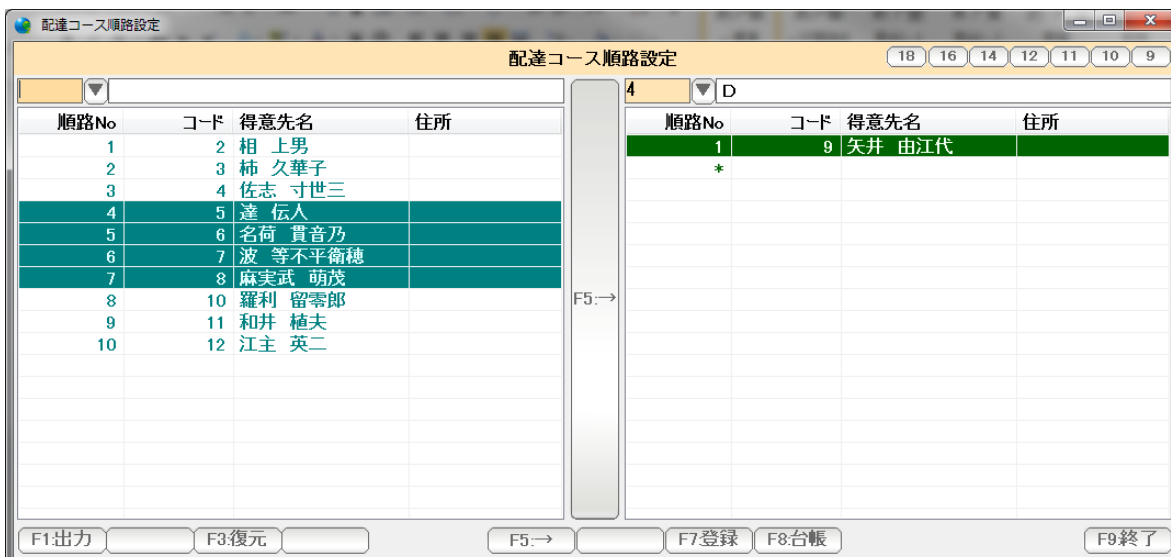 配達コース順路設定
配達コース順路設定 18 16 14 12 11 10 9
4 D
順路No コード 得意先名 住所 順路No コード 得意先名 住所
1 2 相 上男 1 9 矢井 由江代
2 3 柿 久華子 *
3 4 佐志 寸世三
4 5 達 伝人
5 6 名荷 貫音乃
6 7 波 等不平衛穂
7 8 麻実武 萌茂
8 10 羅利 留零郎 F5:→
9 11 和井 植夫
10 12 江主 英二
F1:出力 F3:復元 F5:→ F7:登録 F8:台帳 F9:終了